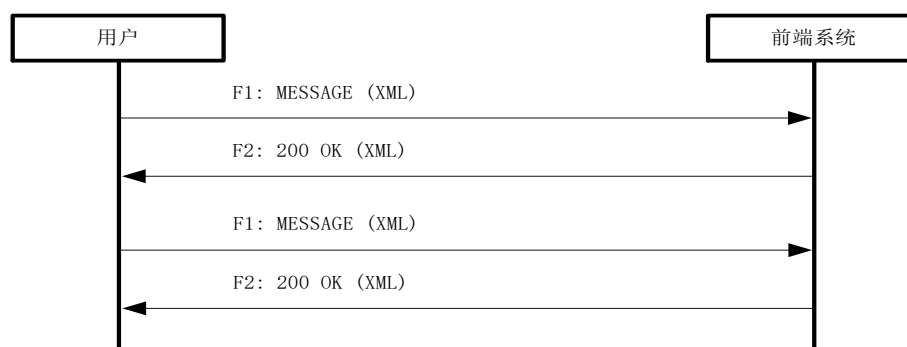 用户
前端系统
F1: MESSAGE (XML)
F2: 200 OK (XML)
F1: MESSAGE (XML)
F2: 200 OK (XML)